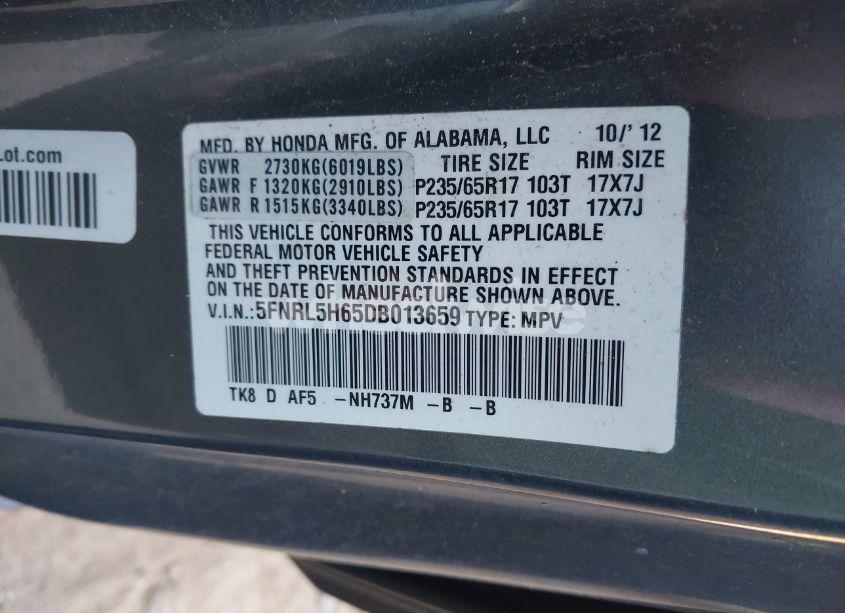 ot.com
MFD. BY HONDA MFG. OF ALABAMA, LLC 10/' 12
GVWR 2730KG(6019LBS) TIRE SIZE RIM SIZE
GAWR F 1320KG(2910LBS) P235/65R17 103T 17X7J
GAWR R 1515KG(3340LBS) P235/65R17 103T 17X7J
THIS VEHICLE CONFORMS TO ALL APPLICABLE
FEDERAL MOTOR VEHICLE SAFETY
AND THEFT PREVENTION STANDARDS IN EFFECT
ON THE DATE OF MANUFACTURE SHOWN ABOVE.
V.I.N.:5FNRL5H65DB013659 TYPE: MPV
TK8 D AF5 -NH737M -B -B